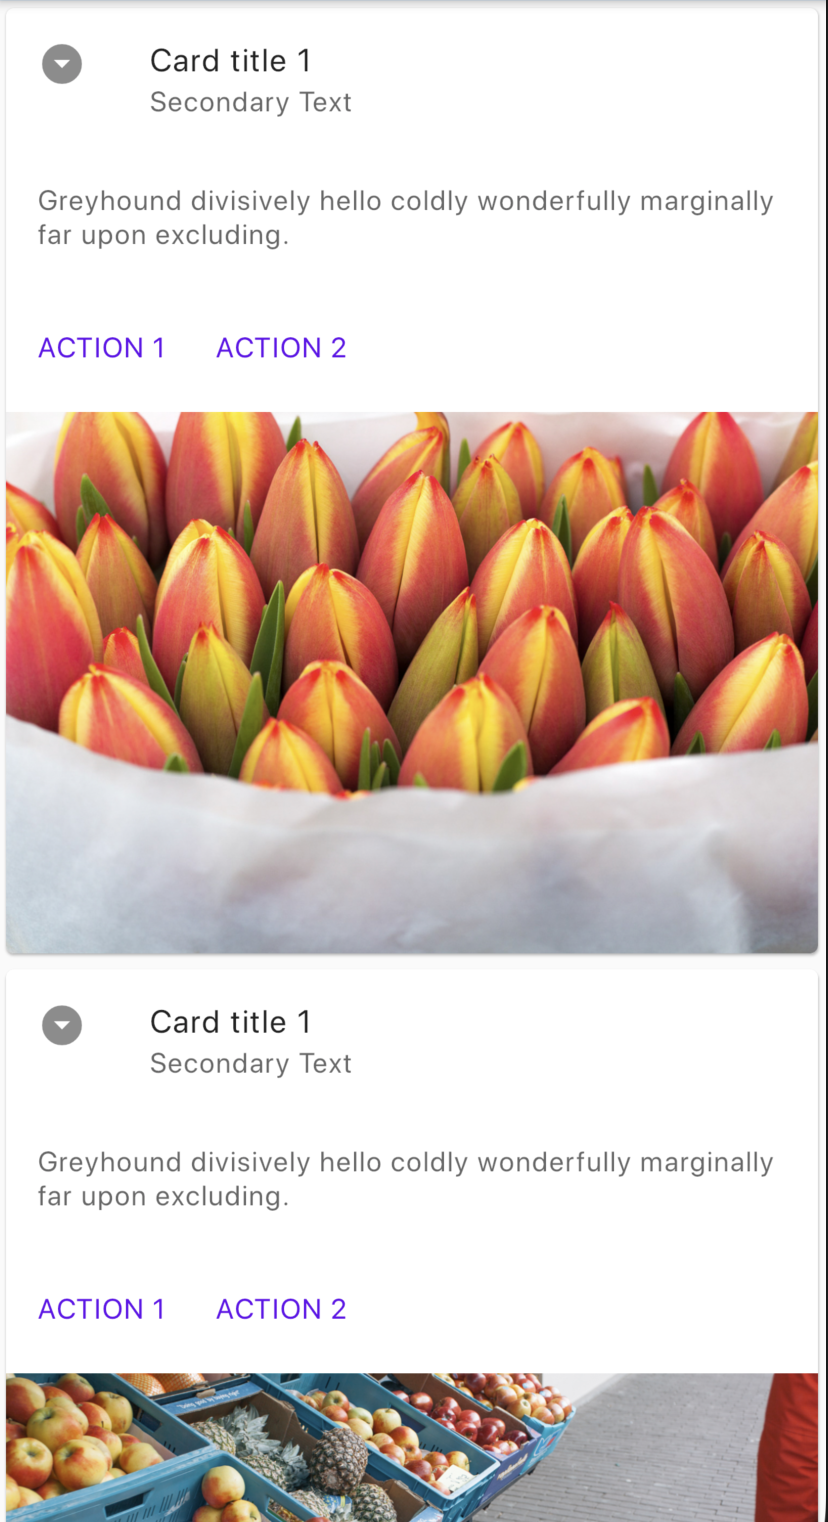 Card title 1
Secondary Text
Greyhound divisively hello coldly wonderfully marginally
far upon excluding.
ACTION 1 ACTION 2
Card title 1
Secondary Text
Greyhound divisively hello coldly wonderfully marginally
far upon excluding.
ACTION 1 ACTION 2